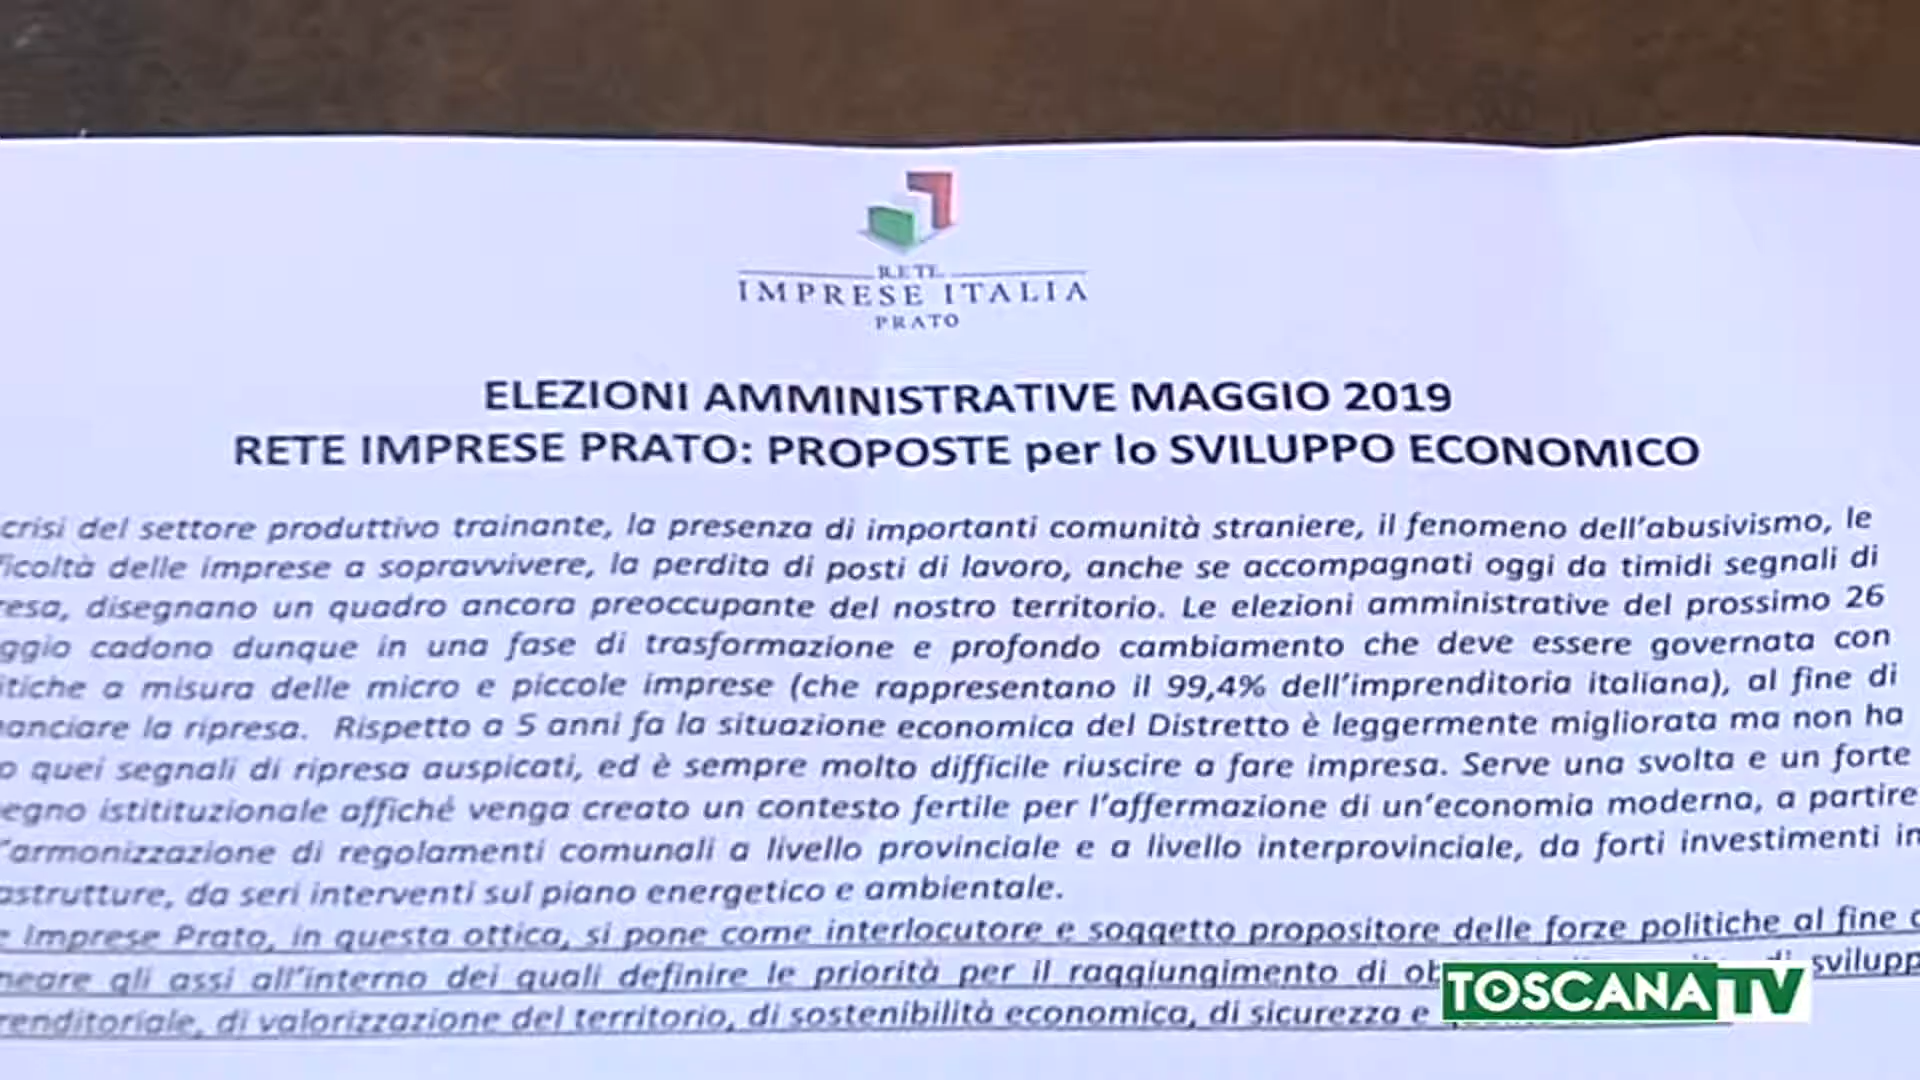 RETE
IMPRESE ITALIA
PRATO
ELEZIONI AMMINISTRATIVE MAGGIO 2019
RETE IMPRESE PRATO: PROPOSTE per lo SVILUPPO ECONOMICO
crisi del settore produttivo trainante, la presenza di importanti comunità straniere, il fenomeno dell'abusivismo, le
ficoltà delle imprese a sopravvivere, la perdita di posti di lavoro, anche se accompagnati oggi da timidi segnali di
resa, disegnano un quadro ancora preoccupante del nostro territorio. Le elezioni amministrative del prossimo 26
ggio cadono dunque in una fase di trasformazione e profondo cambiamento che deve essere governata con
itiche a misura delle micro e piccole imprese (che rappresentano il 99,4% dell'imprenditoria italiana), al fine di
anciare la ripresa. Rispetto a 5 anni fa la situazione economica del Distretto è leggermente migliorata ma non ha
o quei segnali di ripresa auspicati, ed è sempre molto difficile riuscire a fare impresa. Serve una svolta e un forte
egno istitituzionale affiché venga creato un contesto fertile per l'affermazione di un'economia moderna, a partire
'armonizzazione di regolamenti comunali a livello provinciale e a livello interprovinciale, da forti investimenti in
astrutture, da seri interventi sul piano energetico e ambientale.
e Imprese Prato, in questa ottica, si pone come interlocutore e soggetto propositore delle forze politiche al fine d
neare gli assi all'interno dei quali definire le priorità per il raggiungimento di ob di svilupp
renditoriale, di valorizzazione del territorio, di sostenibilità economica, di sicurezza e
TOSCANA TV